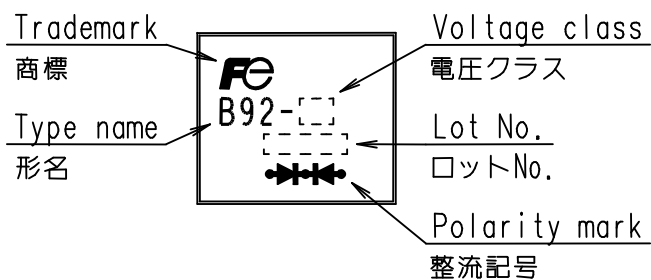 Trademark
商標
Type name
形名
Fe
B92-
Voltage class
電圧クラス
Lot No.
ロットNo.
Polarity mark
整流記号